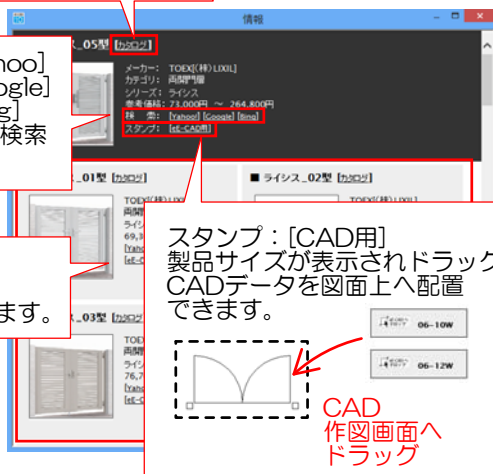 情報
_05型 [カタログ]
メーカー： TOEX[(株)LIXIL]
カテゴリ： 両開門扉
シリーズ： ライシス
参考価格： 73,000円 ～ 264,800円
検 索： [Yahoo] [Google] [Bing]
スタンプ： [eE-CAD用]
hoo]
ogle]
g]
検索
_01型 [カタログ]
■ ライシス_02型 [カタログ]
ます。
_03型 [カタログ]
スタンプ：[CAD用]
製品サイズが表示されドラッグ
CADデータを図面上へ配置
できます。
06-10W
06-12W
CAD
作図画面へ
ドラッグ